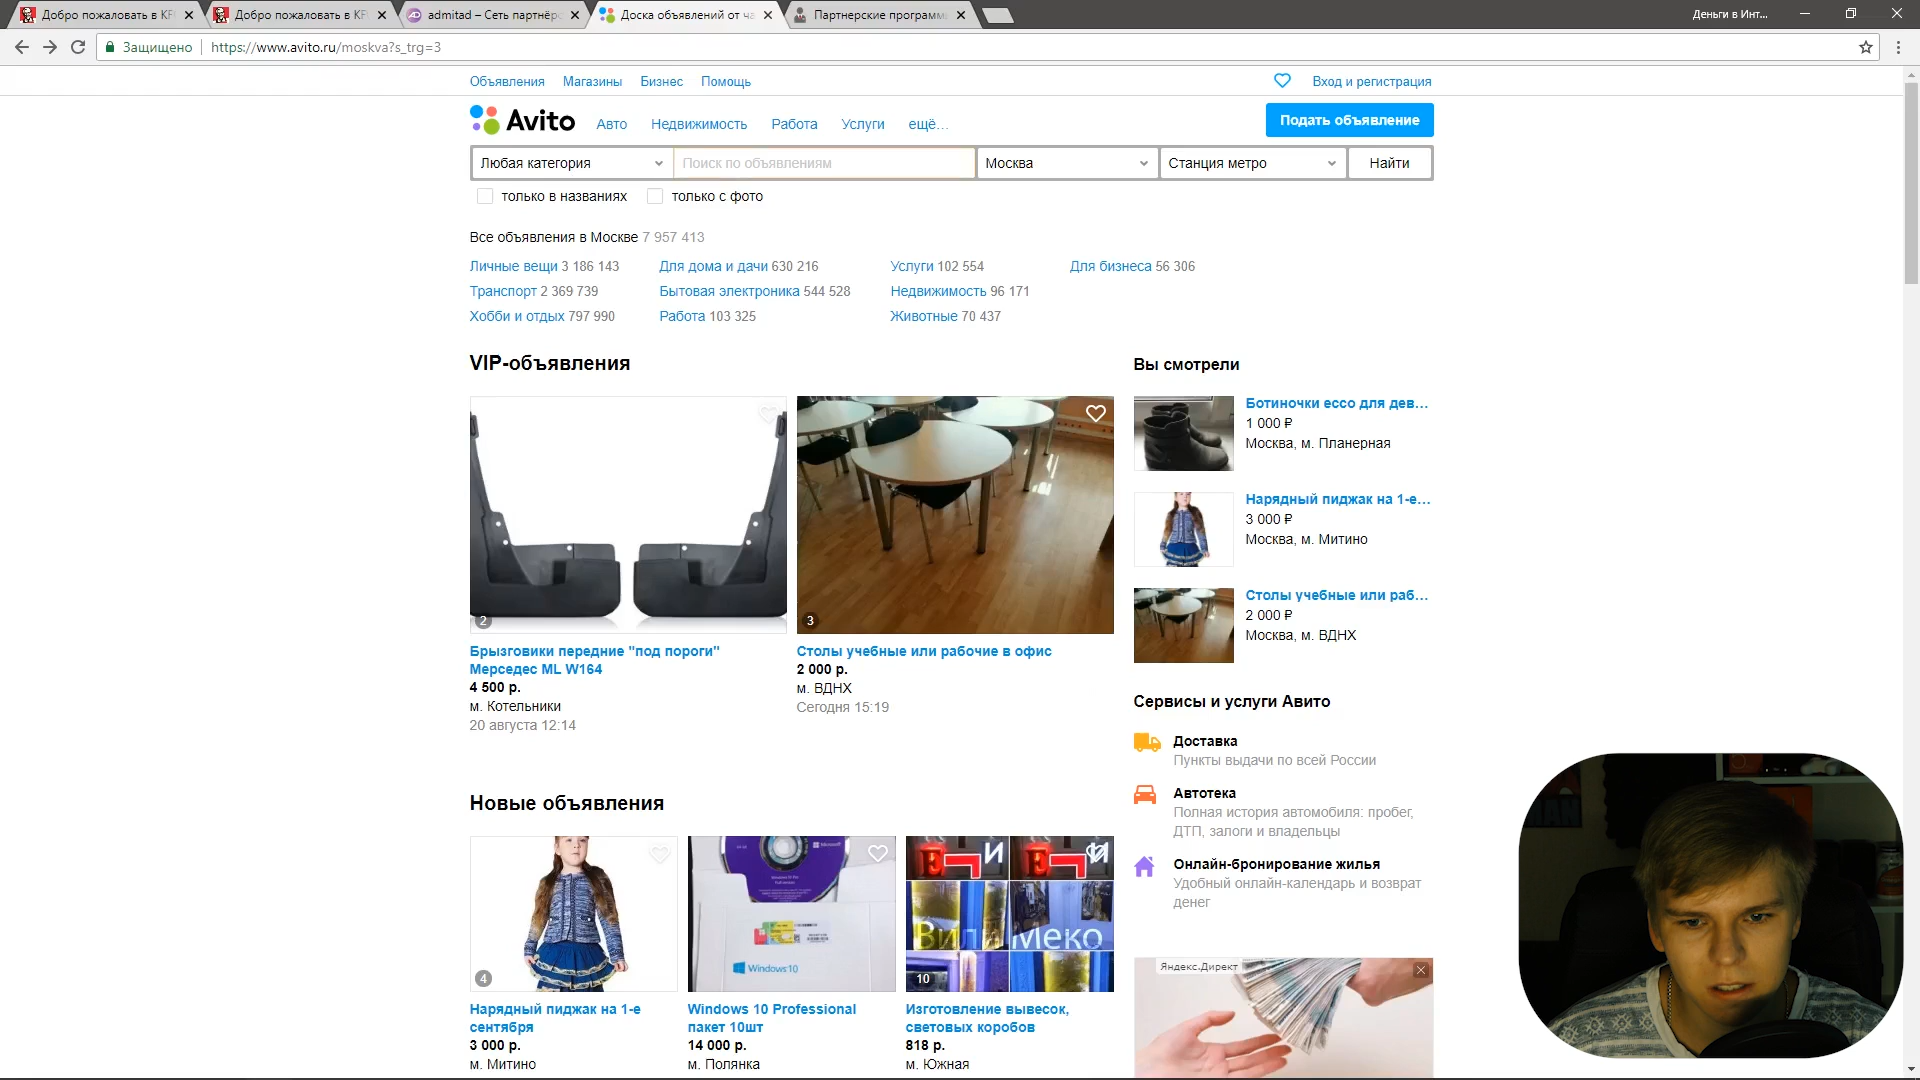 Добро пожаловать в KF
Добро пожаловать в KF
admitad – Сеть партнёр
Доска объявлений от ча
Партнерские программ
Деньги в Инт...
Защищено
https://www.avito.ru/moskva?s_trg=3
Объявления Магазины Бизнес Помощь
Вход и регистрация
Avito Авто Недвижимость Работа Услуги ещё...
Подать объявление
Любая категория Поиск по объявлениям Москва Станция метро Найти
только в названиях только с фото
Все объявления в Москве 7 957 413
Личные вещи 3 186 143 Для дома и дачи 630 216 Услуги 102 554 Для бизнеса 56 306
Транспорт 2 369 739 Бытовая электроника 544 528 Недвижимость 96 171
Хобби и отдых 797 990 Работа 103 325 Животные 70 437
VIP-объявления
2
Брызговики передние "под пороги"
Мерседес ML W164
4 500 р.
м. Котельники
20 августа 12:14
3
Столы учебные или рабочие в офис
2 000 р.
м. ВДНХ
Сегодня 15:19
Вы смотрели
Ботиночки ессо для дев...
1 000 ₽
Москва, м. Планерная
Нарядный пиджак на 1-е...
3 000 ₽
Москва, м. Митино
Столы учебные или раб...
2 000 ₽
Москва, м. ВДНХ
Сервисы и услуги Авито
Доставка
Пункты выдачи по всей России
Автотека
Полная история автомобиля: пробег,
ДТП, залоги и владельцы
Онлайн-бронирование жилья
Удобный онлайн-календарь и возврат
денег
Яндекс.Директ
Новые объявления
4
Нарядный пиджак на 1-е
сентября
3 000 р.
м. Митино
Windows 10
Windows 10 Professional
пакет 10шт
14 000 р.
м. Полянка
10
Изготовление вывесок,
световых коробов
818 р.
м. Южная